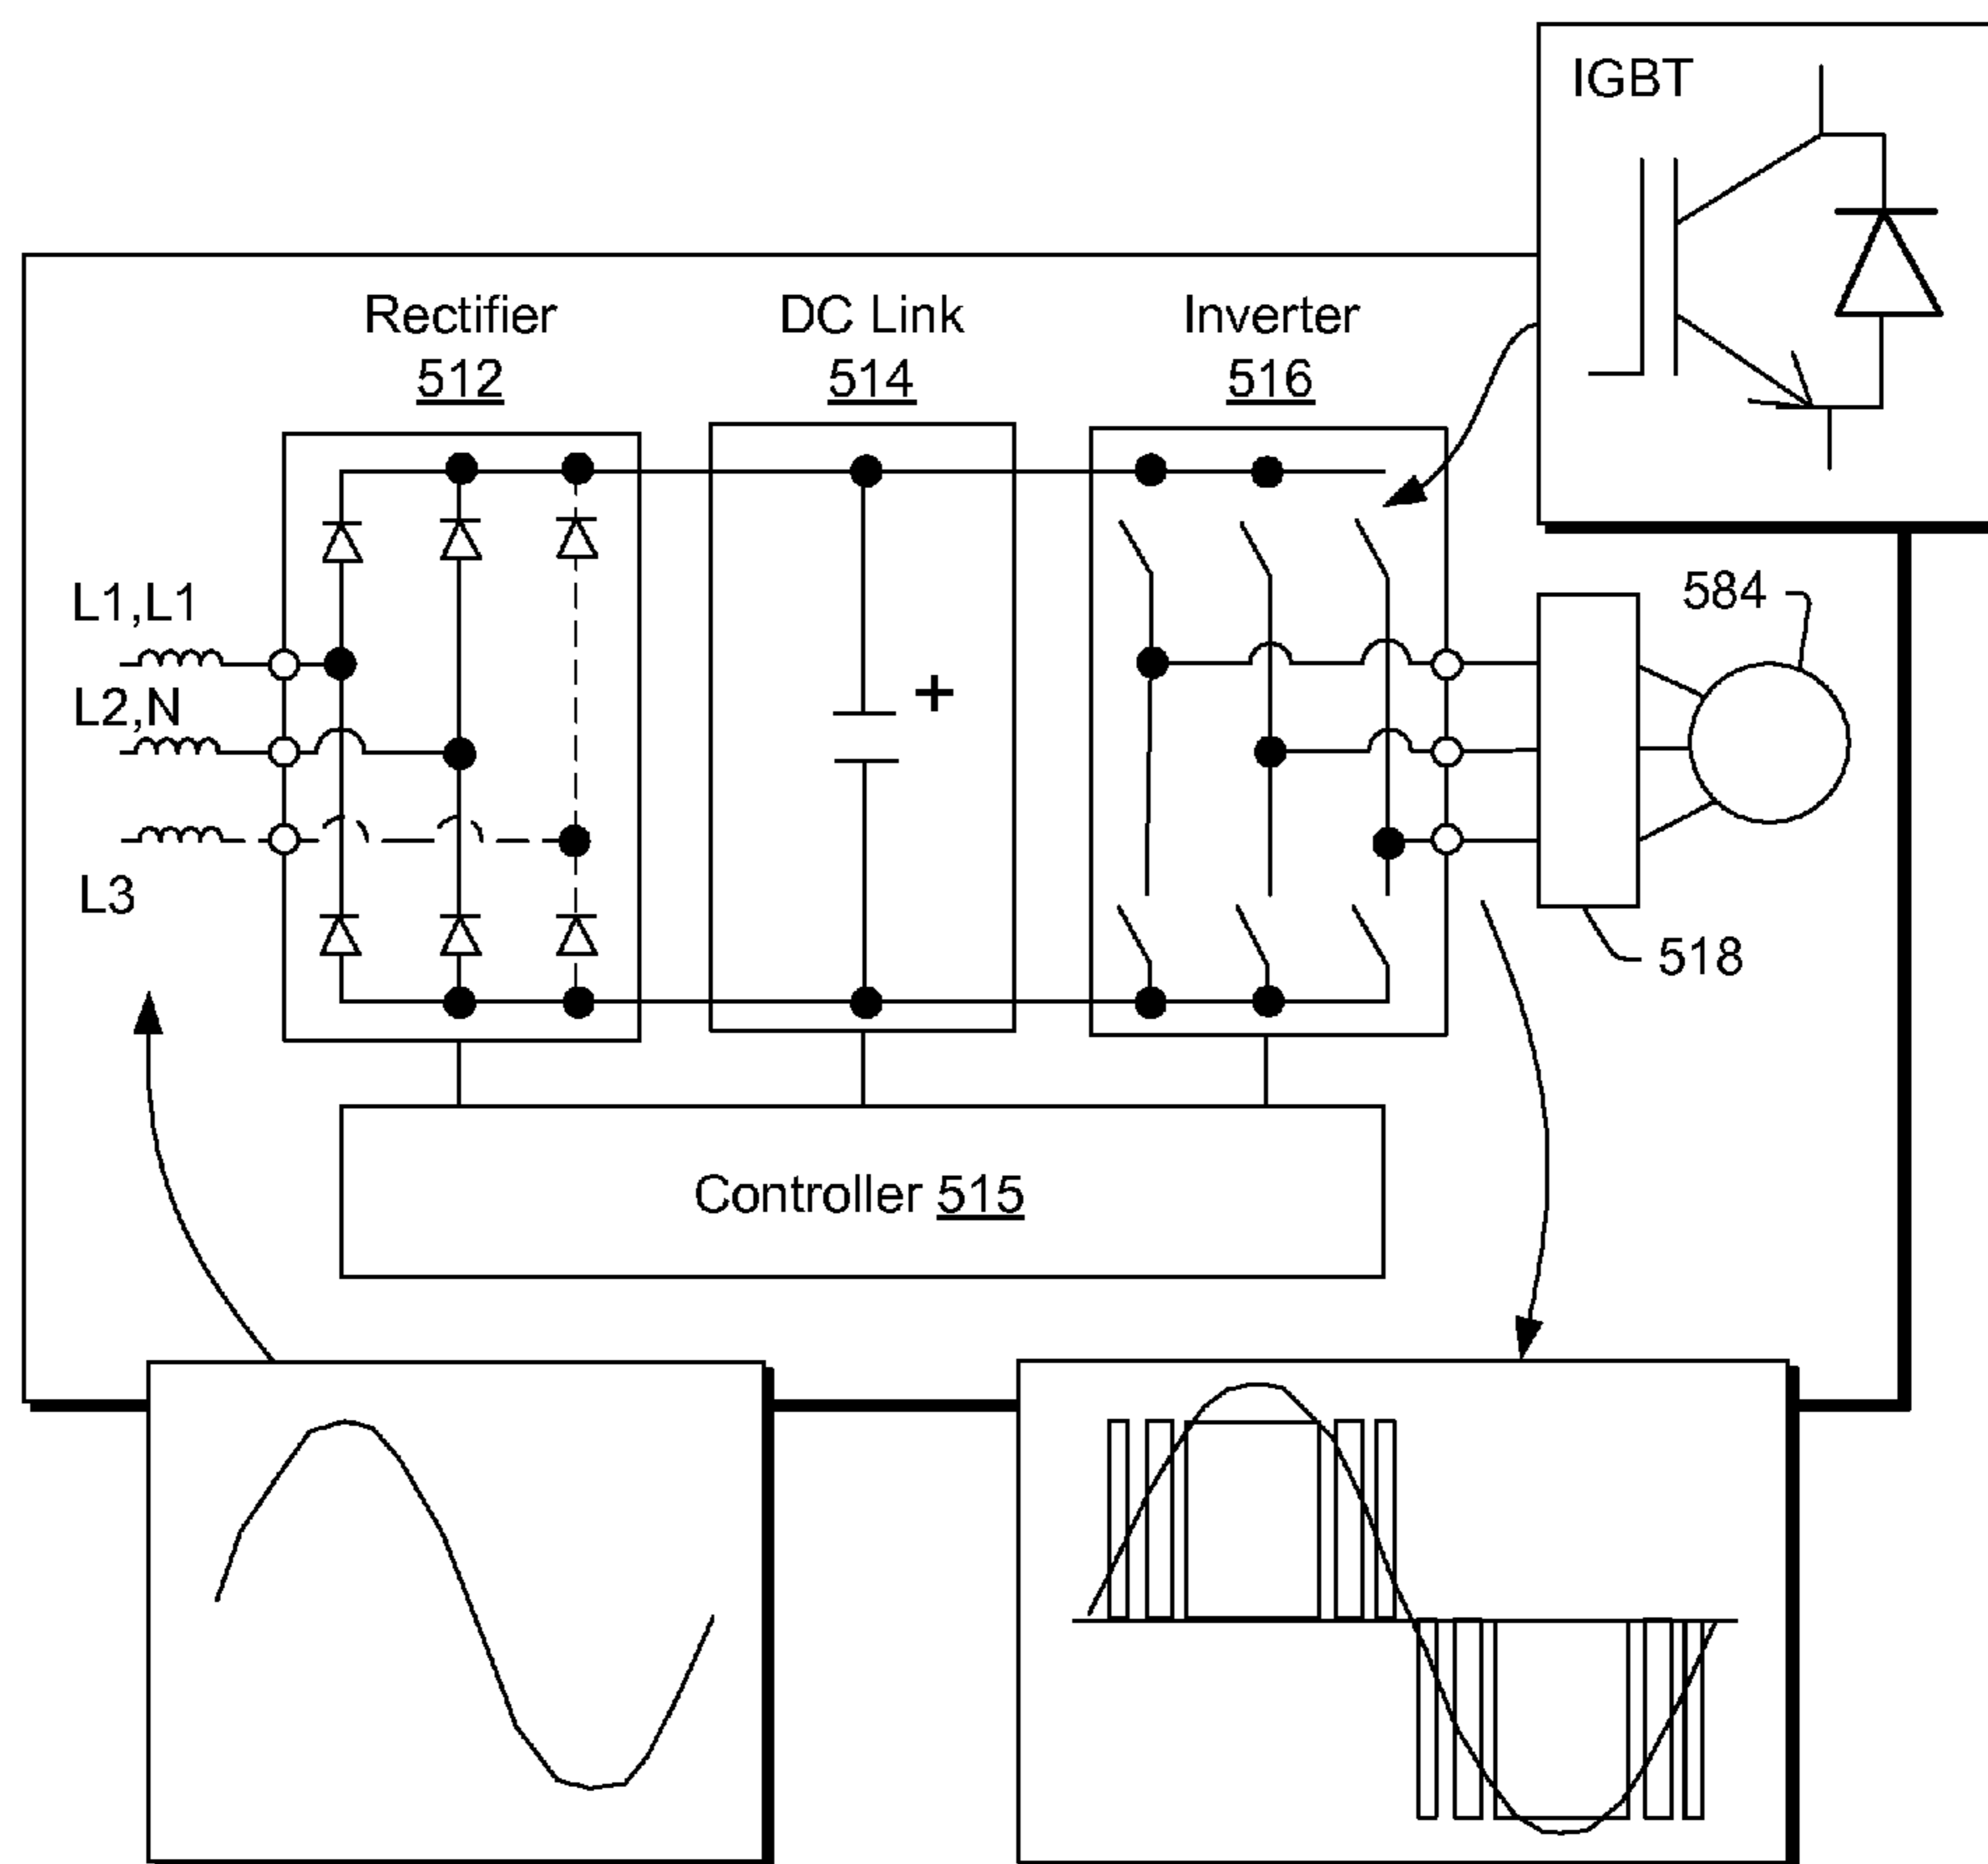 IGBT
Rectifier
512
DC Link
514
Inverter
516
L1,L1
L2,N
L3
+
584
518
Controller 515